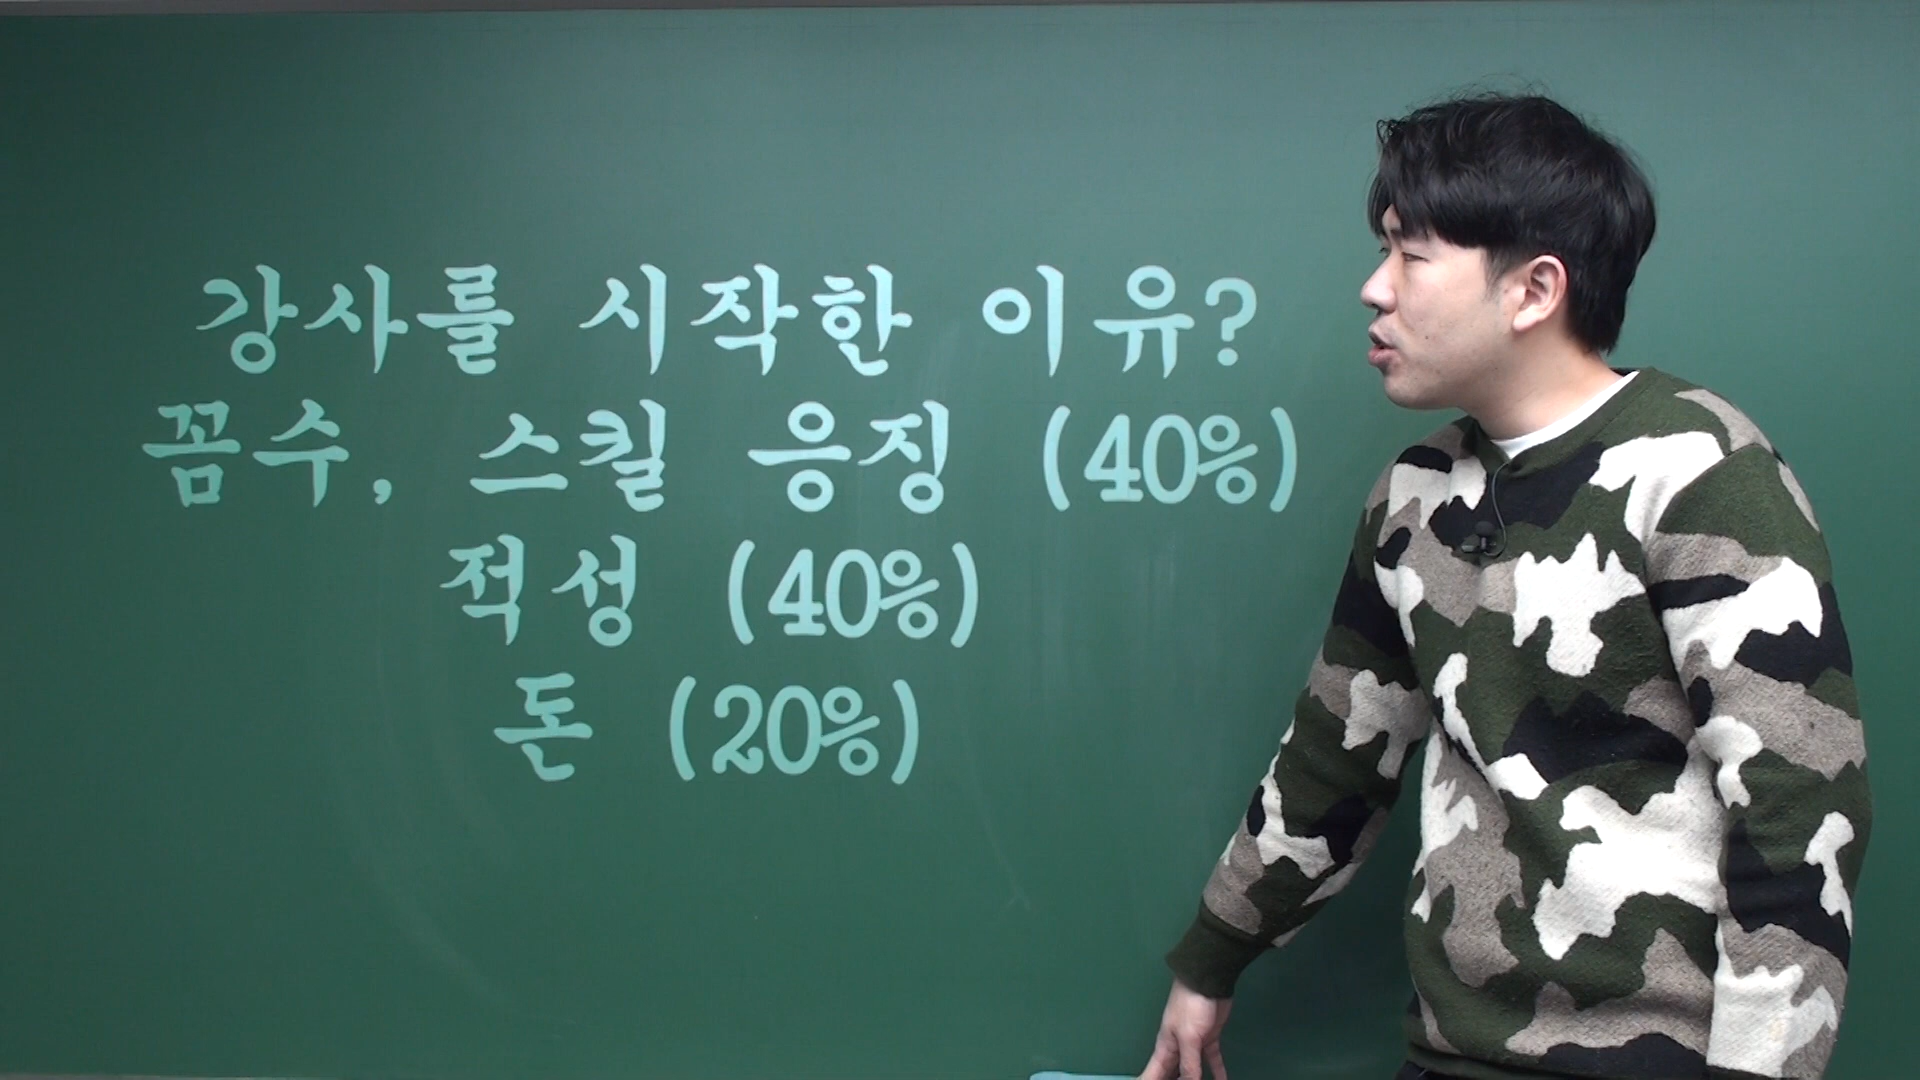 강사를 시작한 이유?
꼼수, 스킬 응징 (40%)
적성 (40%)
돈 (20%)